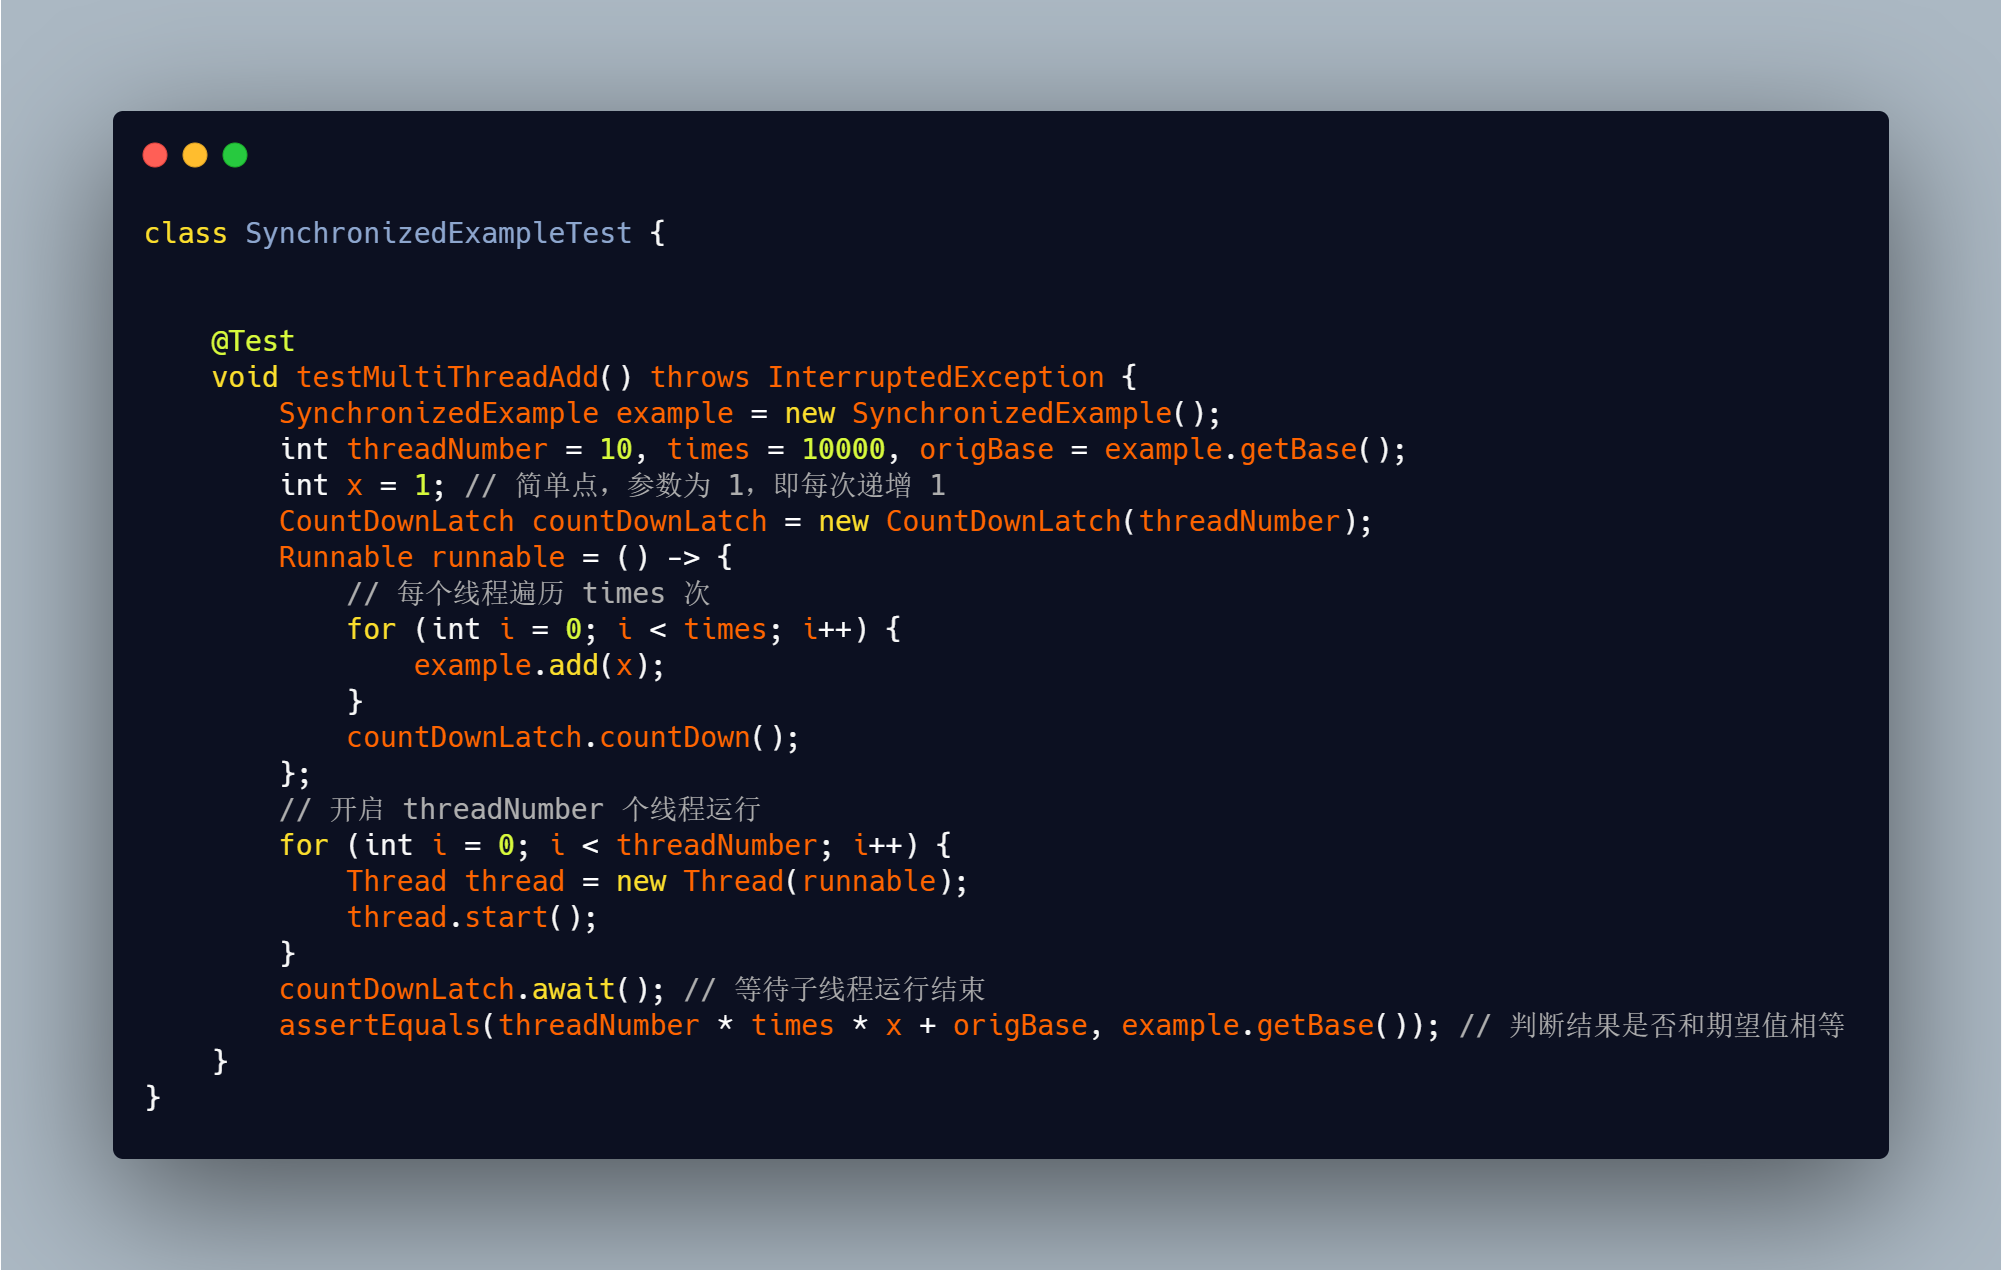 class SynchronizedExampleTest {
@Test
void testMultiThreadAdd() throws InterruptedException {
SynchronizedExample example = new SynchronizedExample();
int threadNumber = 10, times = 10000, origBase = example.getBase();
int x = 1; // 简单点，参数为 1，即每次递增 1
CountDownLatch countDownLatch = new CountDownLatch(threadNumber);
Runnable runnable = () -> {
// 每个线程遍历 times 次
for (int i = 0; i < times; i++) {
example.add(x);
}
countDownLatch.countDown();
};
// 开启 threadNumber 个线程运行
for (int i = 0; i < threadNumber; i++) {
Thread thread = new Thread(runnable);
thread.start();
}
countDownLatch.await(); // 等待子线程运行结束
assertEquals(threadNumber * times * x + origBase, example.getBase()); // 判断结果是否和期望值相等
}
}